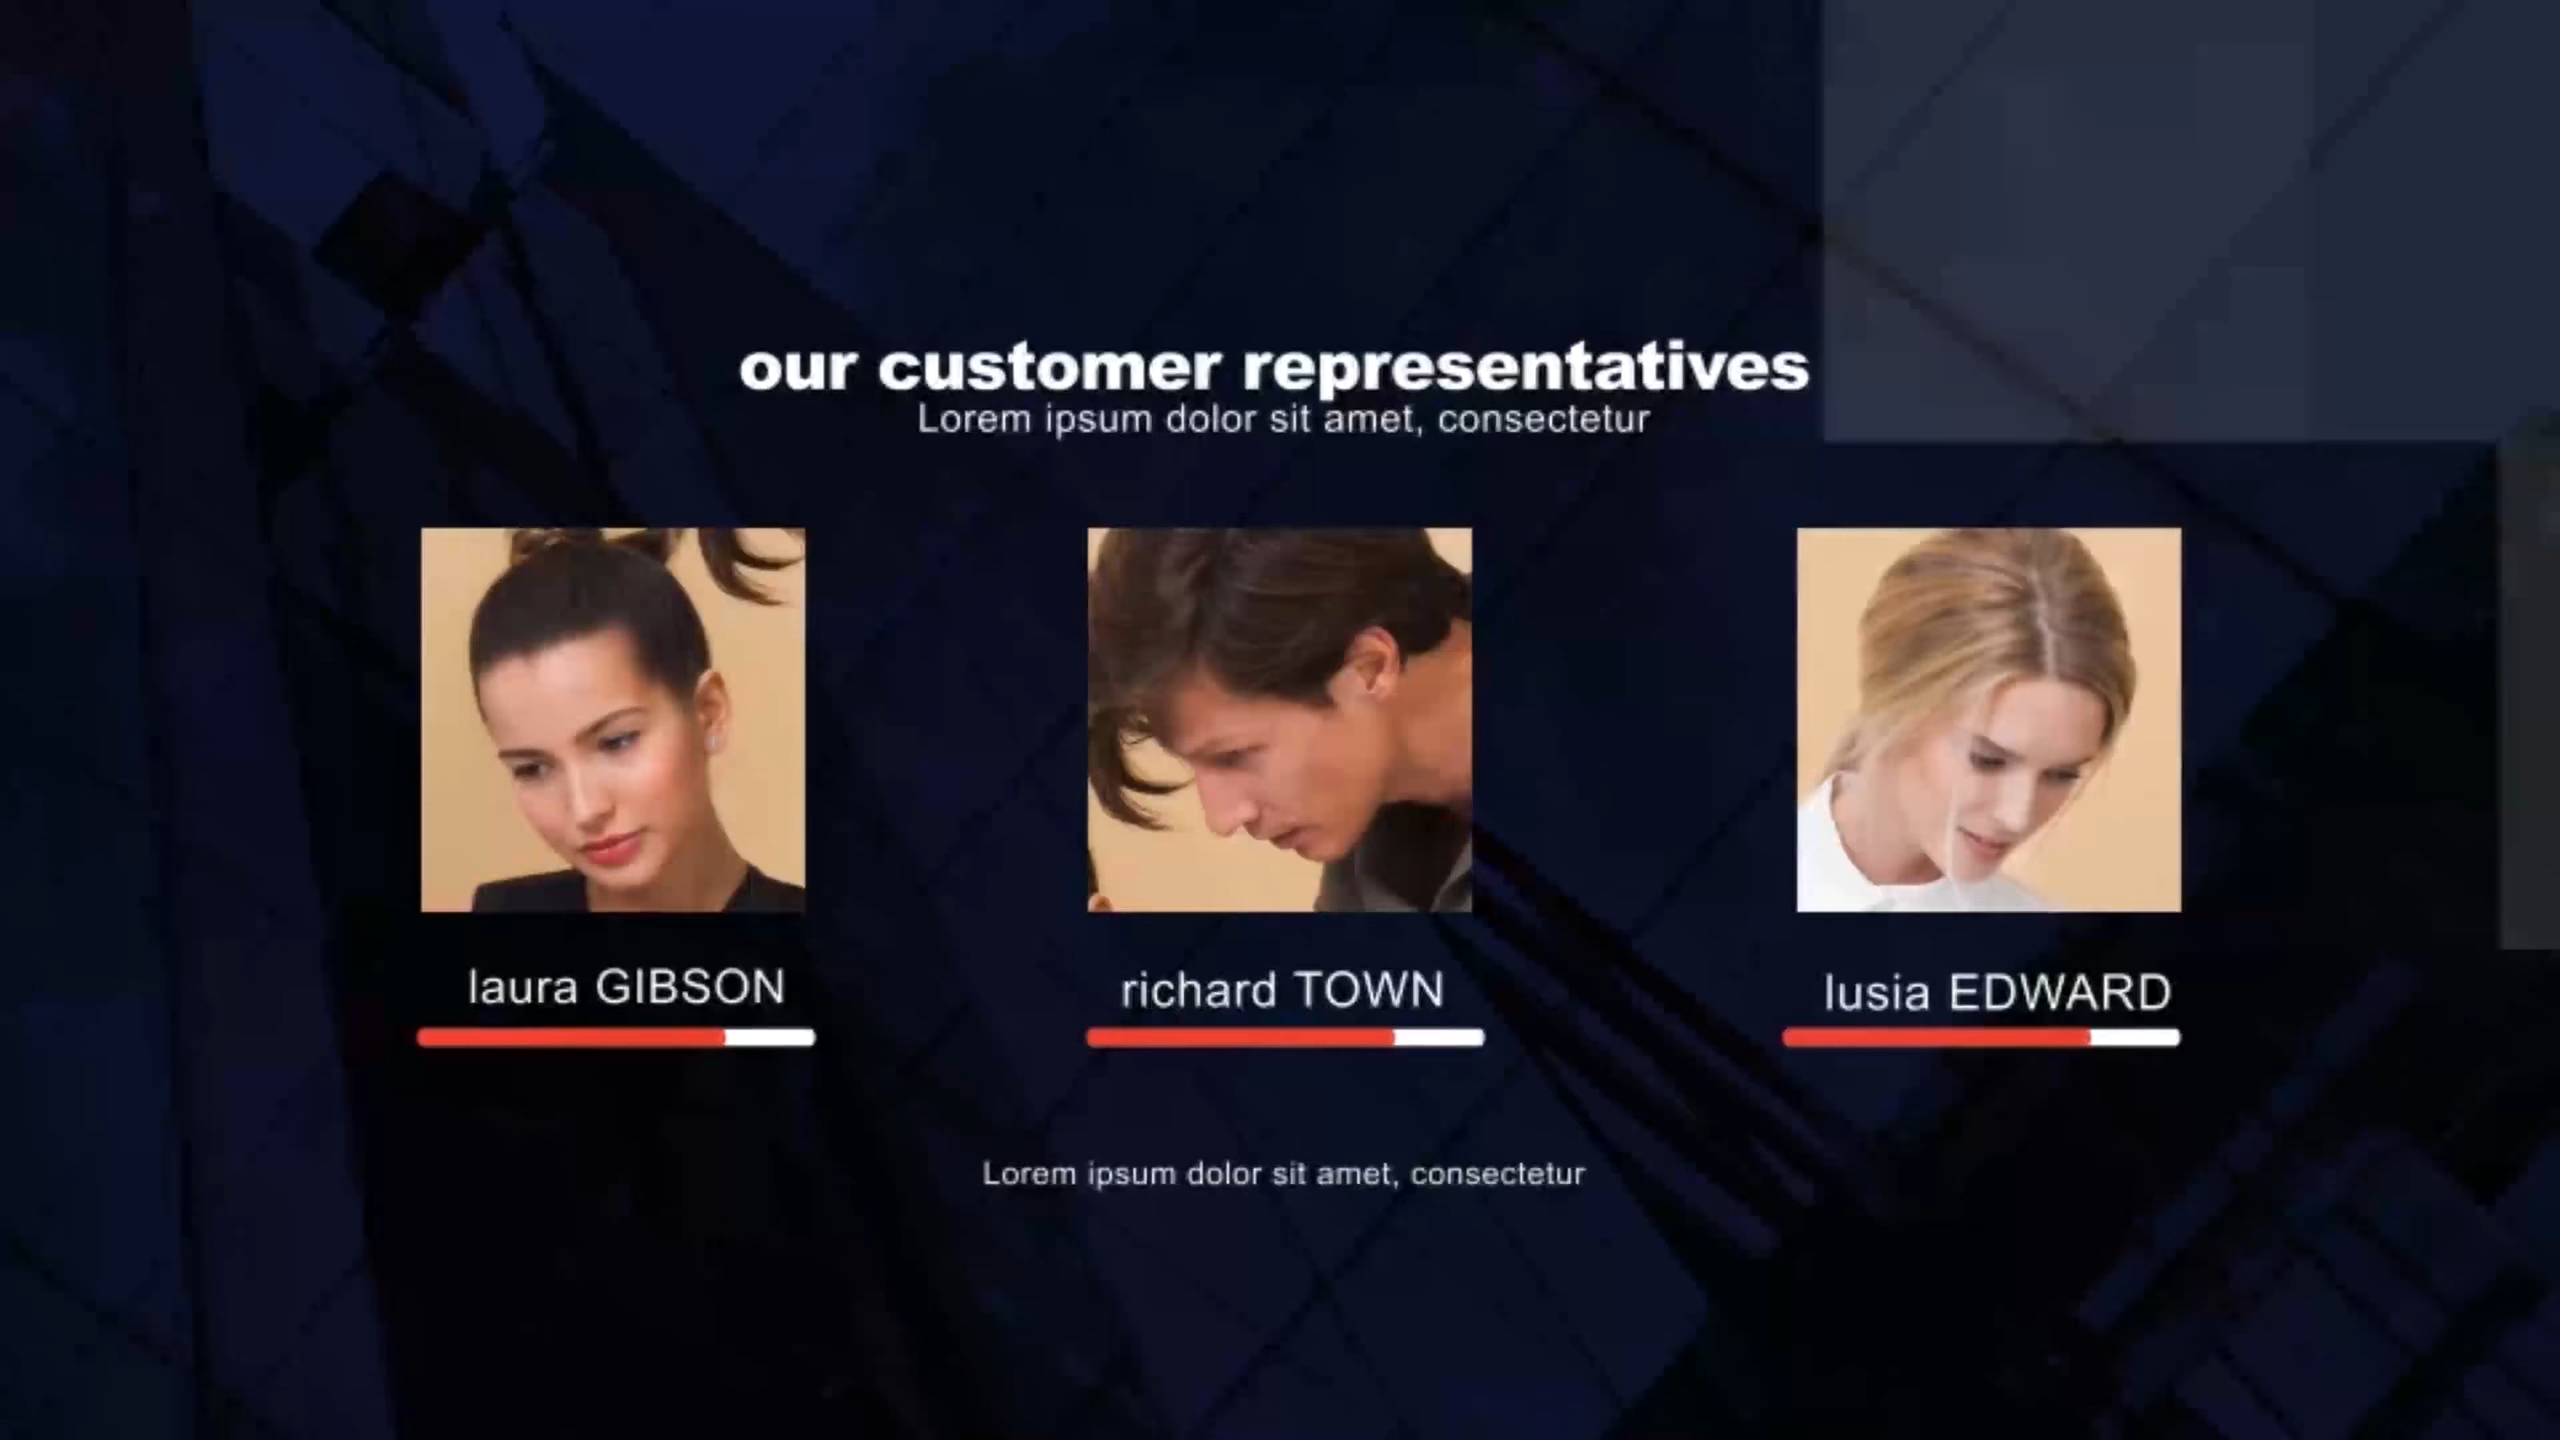 our customer representatives
Lorem ipsum dolor sit amet, consectetur
laura GIBSON
richard TOWN
lusia EDWARD
Lorem ipsum dolor sit amet, consectetur